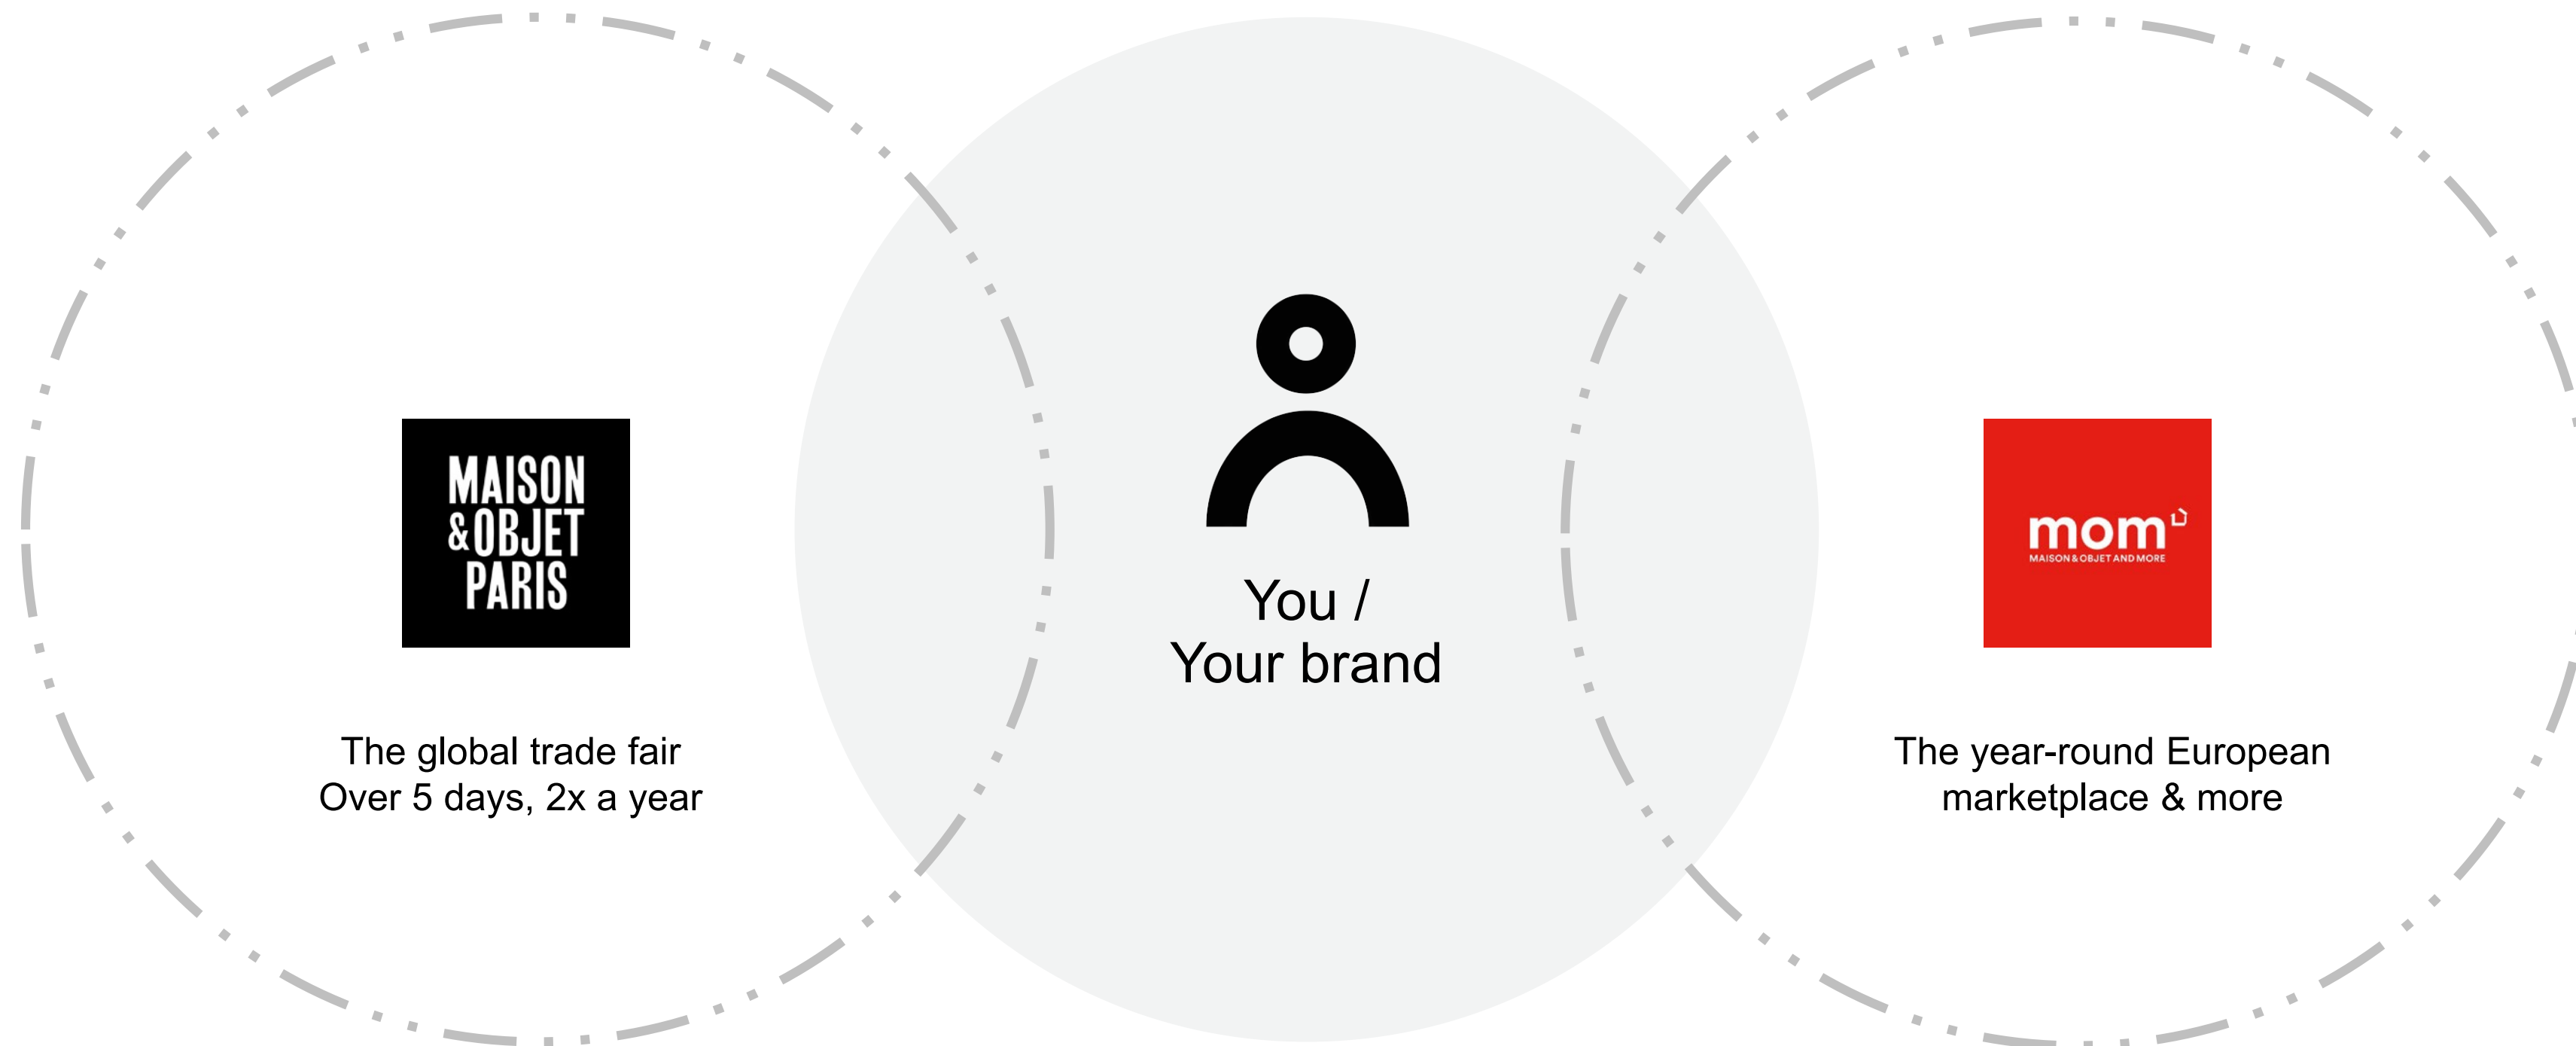 MAISON
&OBJET
PARIS
The global trade fair
Over 5 days, 2x a year
You /
Your brand
mom
MAISON&OBJET AND MORE
The year-round European
marketplace & more